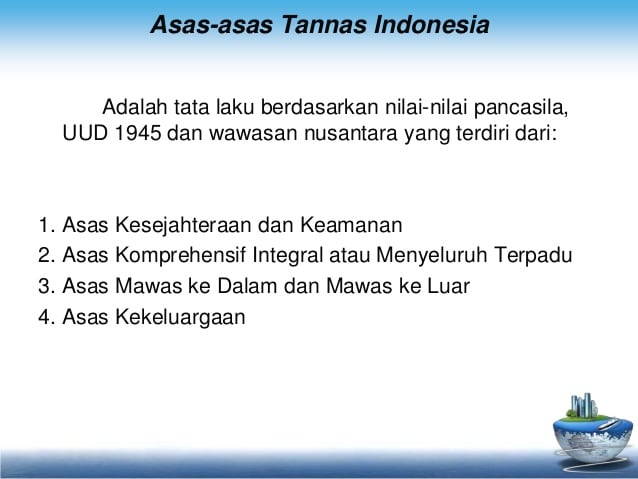 Asas-asas Tannas Indonesia
Adalah tata laku berdasarkan nilai-nilai pancasila,
UUD 1945 dan wawasan nusantara yang terdiri dari:
1. Asas Kesejahteraan dan Keamanan
2. Asas Komprehensif Integral atau Menyeluruh Terpadu
3. Asas Mawas ke Dalam dan Mawas ke Luar
4. Asas Kekeluargaan